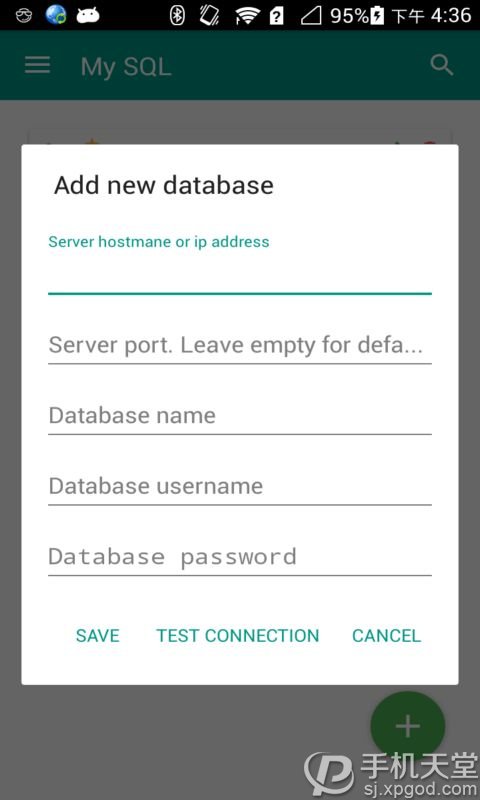 95% 下午 4:36
My SQL
Add new database
Server hostmane or ip address
Server port. Leave empty for defa...
Database name
Database username
Database password
SAVE TEST CONNECTION CANCEL
手机天堂
sj.xpgod.com